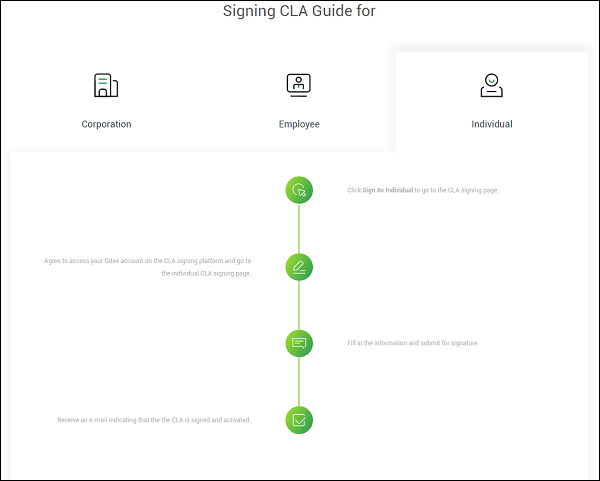 Signing CLA Guide for
Corporation
Employee
Individual
Click Sign As Individual to go to the CLA signing page.
Agree to access your Gitee account on the CLA signing platform and go to
the individual CLA signing page.
Fill in the information and submit for signature.
Receive an e-mail indicating that the the CLA is signed and activated.